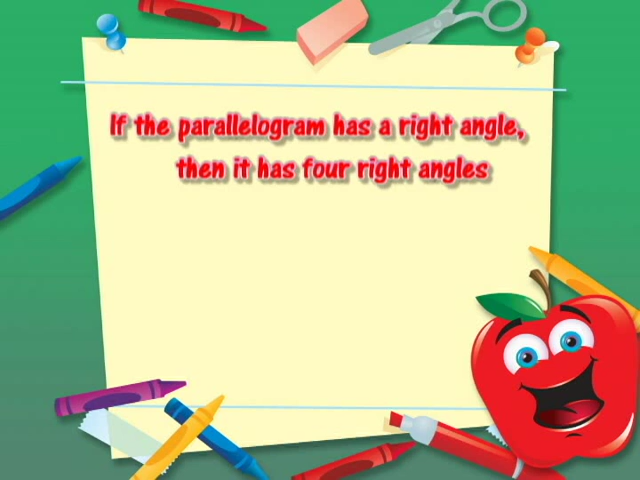 If the parallelogram has a right angle,
then it has four right angles